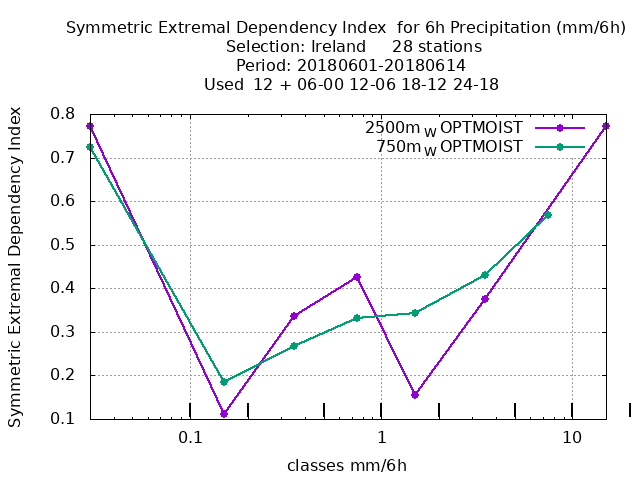 Symmetric Extremal Dependency Index  for 6h Precipitation (mm/6h)
Selection: Ireland     28 stations
Period: 20180601-20180614
Used  12 + 06-00 12-06 18-12 24-18
Symmetric Extremal Dependency Index
0.8
0.7
0.6
0.5
0.4
0.3
0.2
0.1
2500m W OPTMOIST
750m W OPTMOIST
0.1 1 10
classes mm/6h